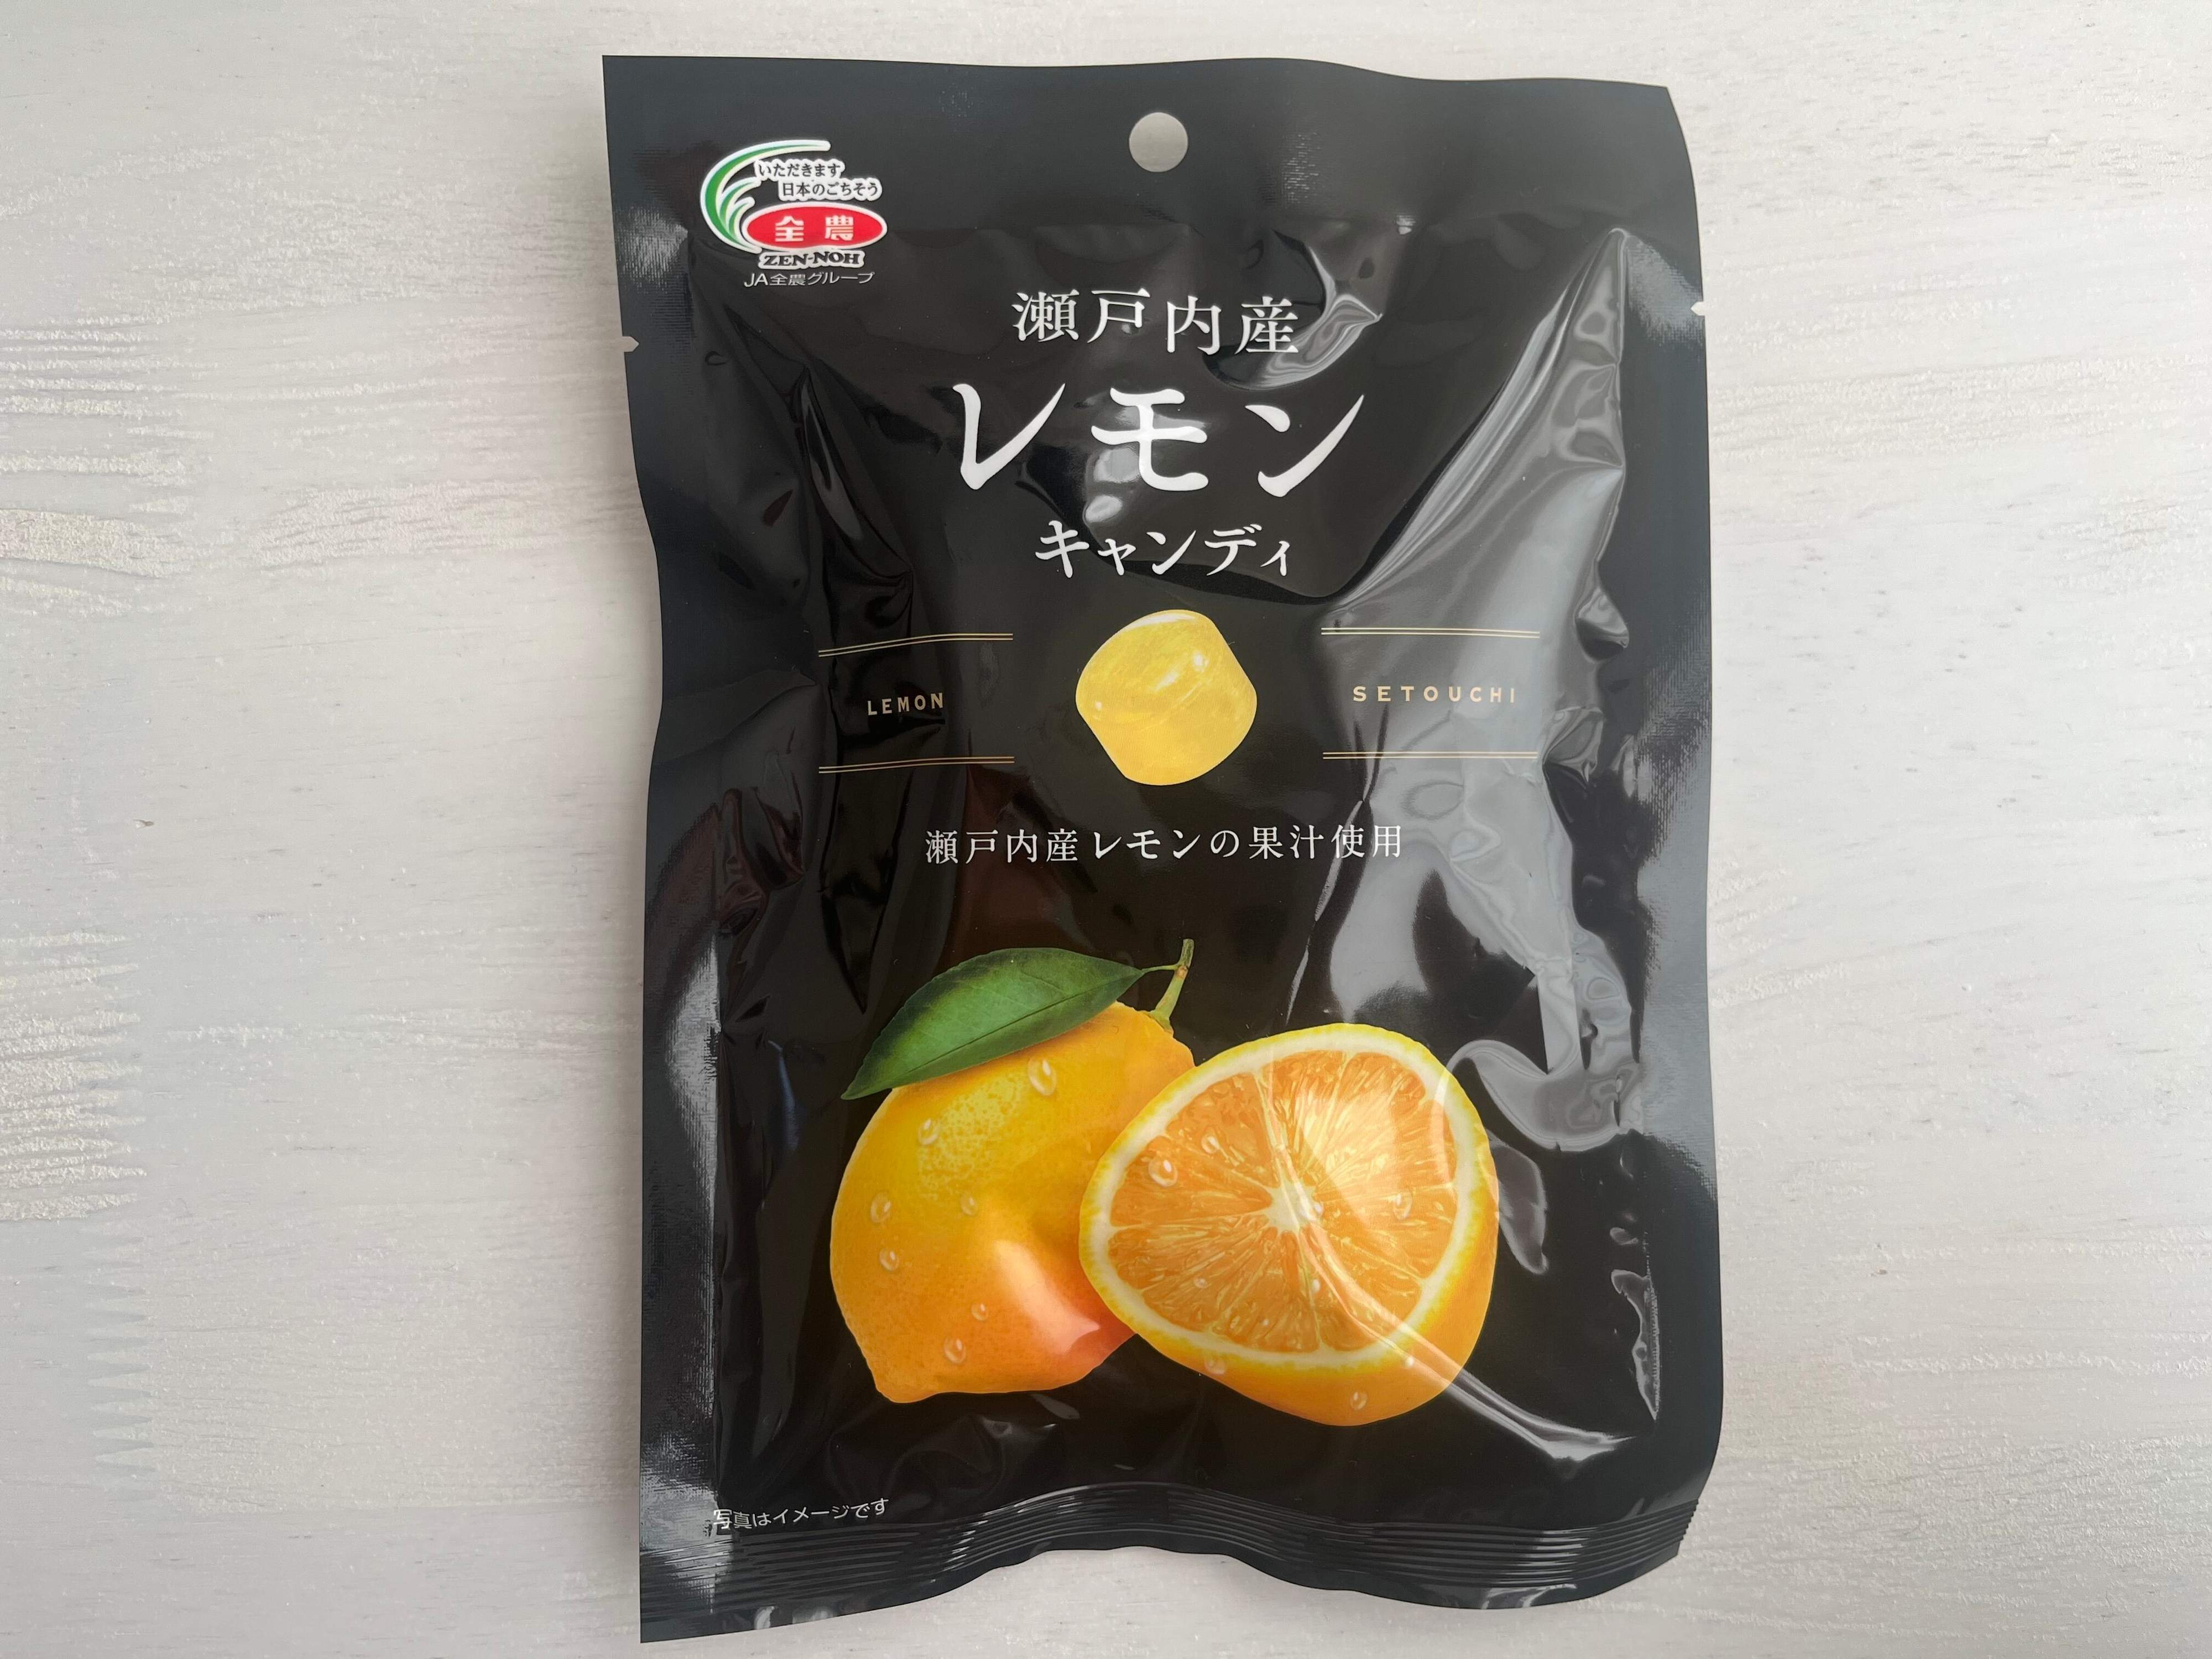 いただきます
日本のごちそう
全農
ZEN-NOH
JA全農グループ
瀬戸内産
レモン
キャンディ
LEMON
SETOUCHI
瀬戸内産レモンの果汁使用
写真はイメージです